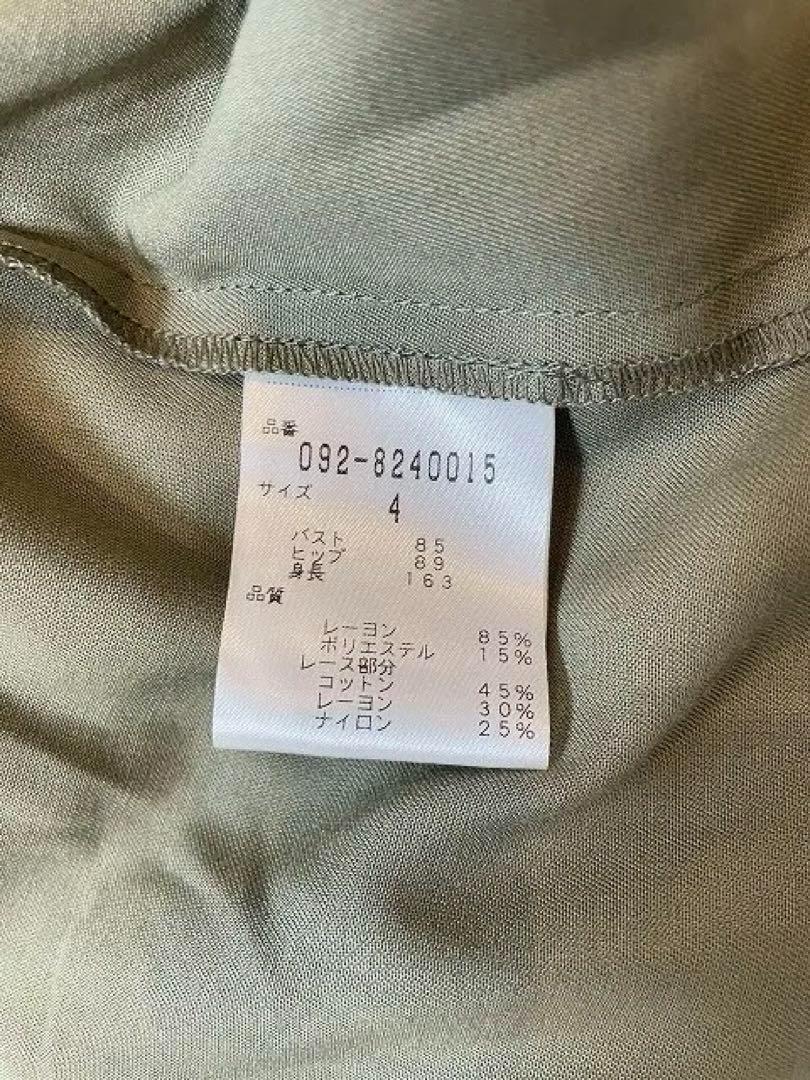 品番
092-8240015
サイズ
4
バスト 85
ヒップ 89
身長 163
品質
レーヨン 85%
ポリエステル 15%
レース部分
コットン 45%
レーヨン 30%
ナイロン 25%